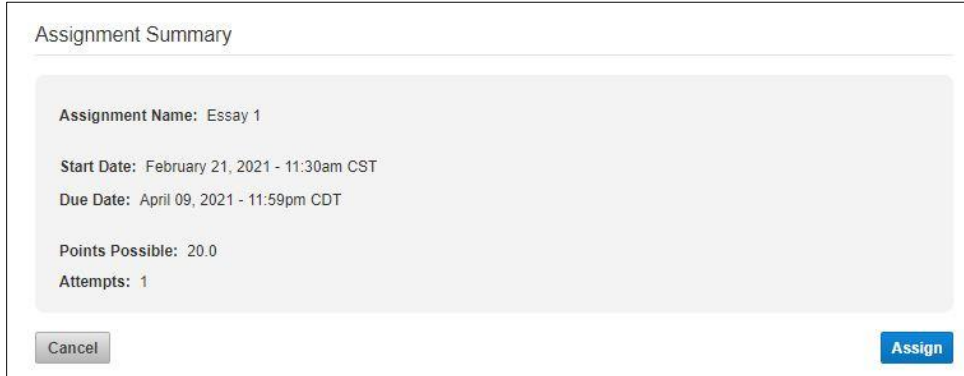 Assignment Summary
Assignment Name: Essay 1
Start Date: February 21, 2021 - 11:30am CST
Due Date: April 09, 2021 - 11:59pm CDT
Points Possible: 20.0
Attempts: 1
Cancel
Assign